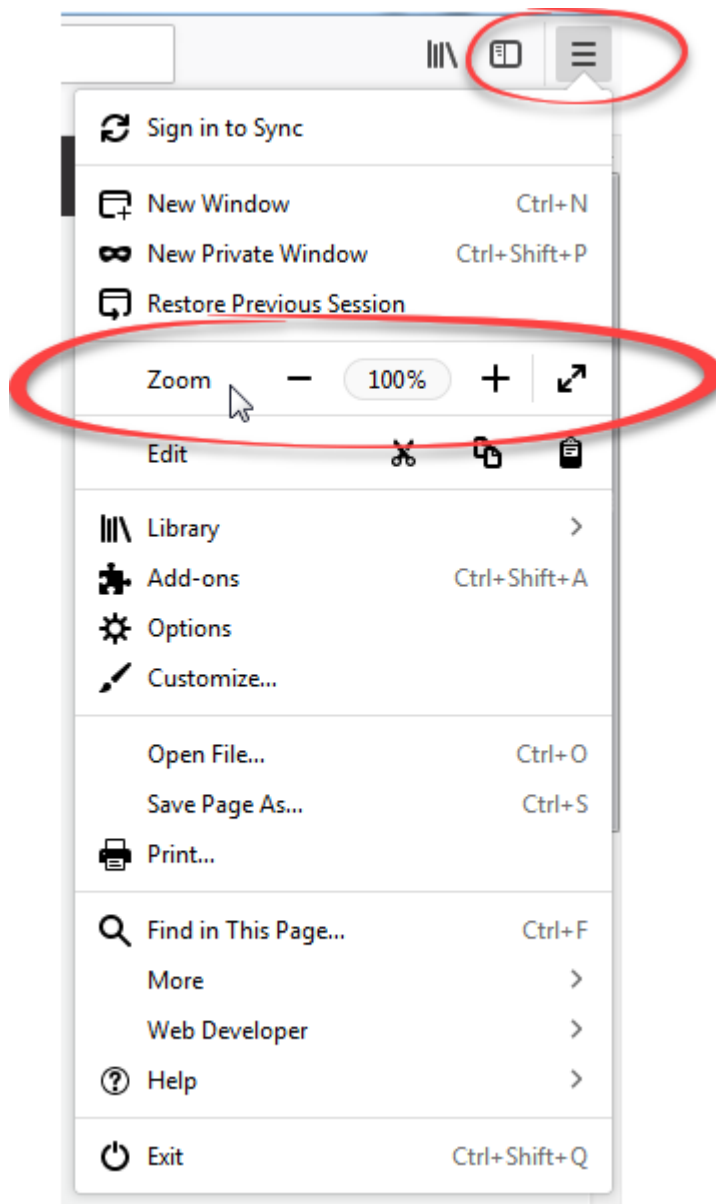 Sign in to Sync
New Window Ctrl+N
New Private Window Ctrl+Shift+P
Restore Previous Session
Zoom 100%
Edit
Library
Add-ons Ctrl+Shift+A
Options
Customize...
Open File... Ctrl+O
Save Page As... Ctrl+S
Print...
Find in This Page... Ctrl+F
More
Web Developer
Help
Exit Ctrl+Shift+Q